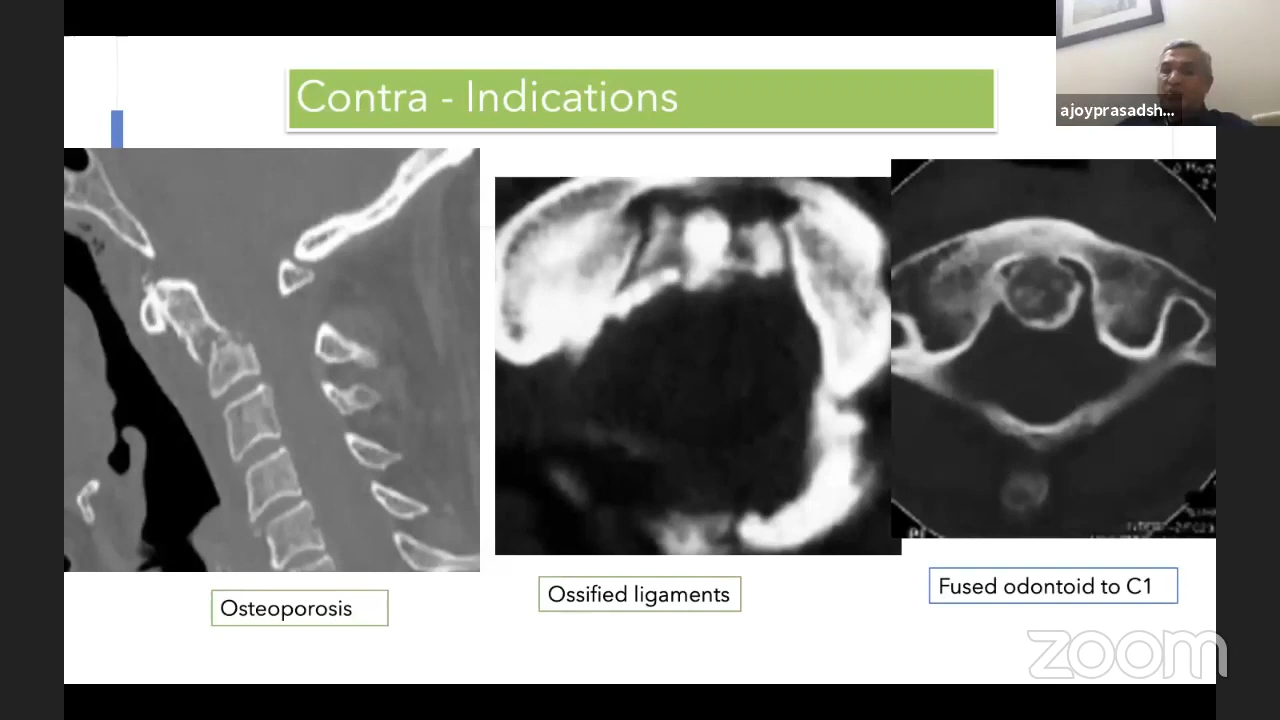 Contra - Indications
ajoyprasadsh...
Osteoporosis
Ossified ligaments
Fused odontoid to C1
zoom